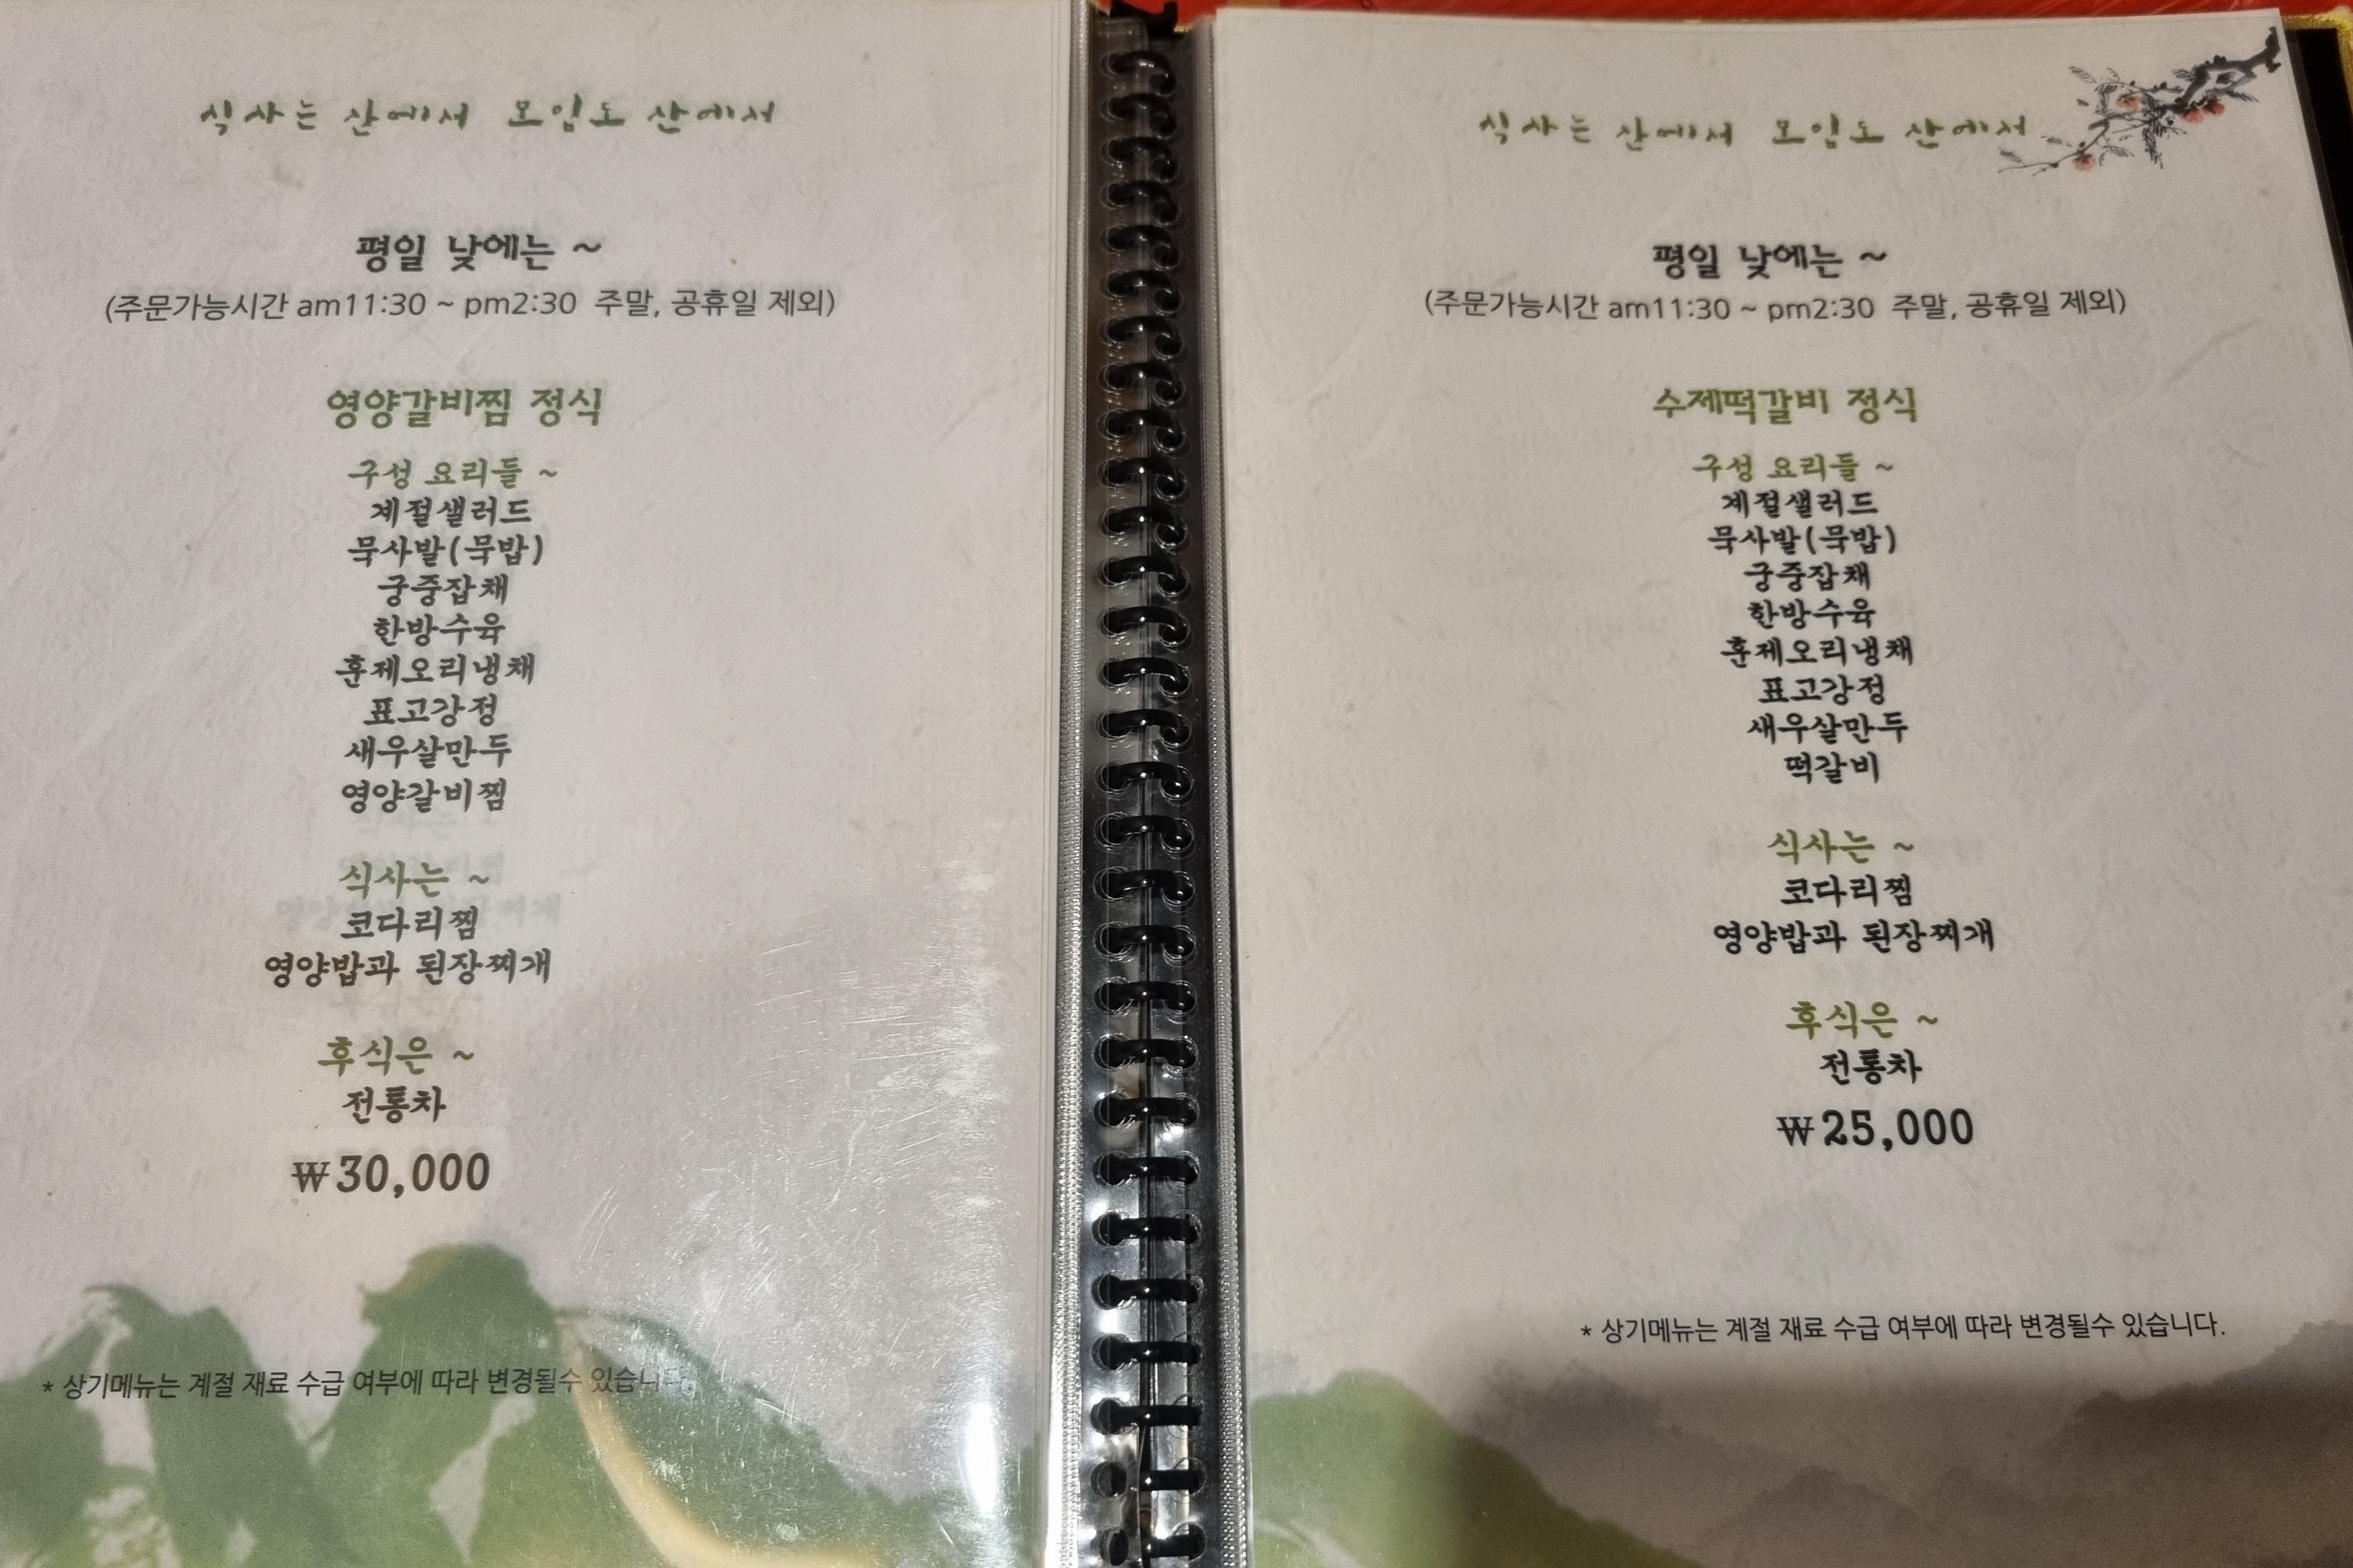 식사는 산에서 모임도 산에서
평일 낮에는 ~
(주문가능시간 am11:30 ~ pm2:30 주말, 공휴일 제외)
영양갈비찜 정식
구성 요리들 ~
계절샐러드
묵사발(묵밥)
궁중잡채
한방수육
훈제오리냉채
표고강정
새우살만두
영양갈비찜
식사는 ~
코다리찜
영양밥과 된장찌개
후식은 ~
전통차
₩30,000
* 상기메뉴는 계절 재료 수급 여부에 따라 변경될수 있습니다.
식사는 산에서 모임도 산에서
평일 낮에는 ~
(주문가능시간 am11:30 ~ pm2:30 주말, 공휴일 제외)
수제떡갈비 정식
구성 요리들 ~
계절샐러드
묵사발(묵밥)
궁중잡채
한방수육
훈제오리냉채
표고강정
새우살만두
떡갈비
식사는 ~
코다리찜
영양밥과 된장찌개
후식은 ~
전통차
₩25,000
* 상기메뉴는 계절 재료 수급 여부에 따라 변경될수 있습니다.